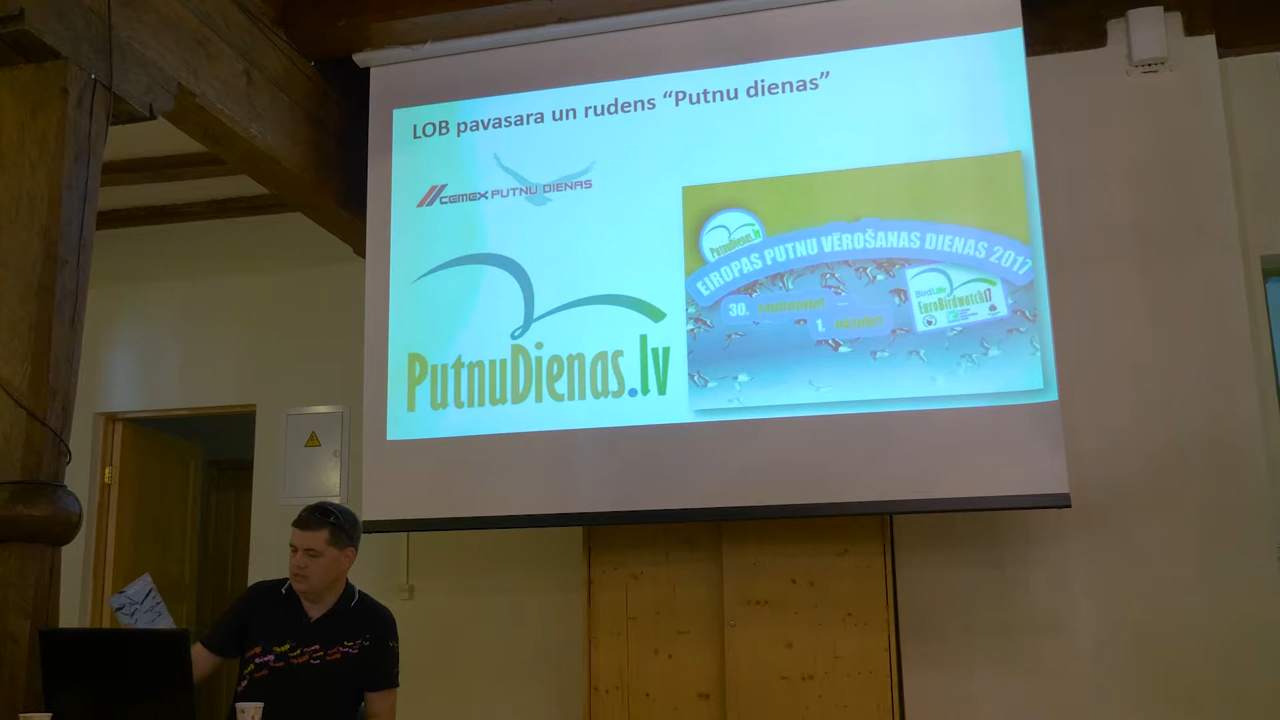 LOB pavasara un rudens “Putnu dienas”
CEMEX PUTNU DIENAS
PutnuDienas.lv
PutnuDienas.lv
EIROPAS PUTNU VĒROŠANAS DIENAS 2017
30.
1.
BirdLife
EuroBirdwatch17